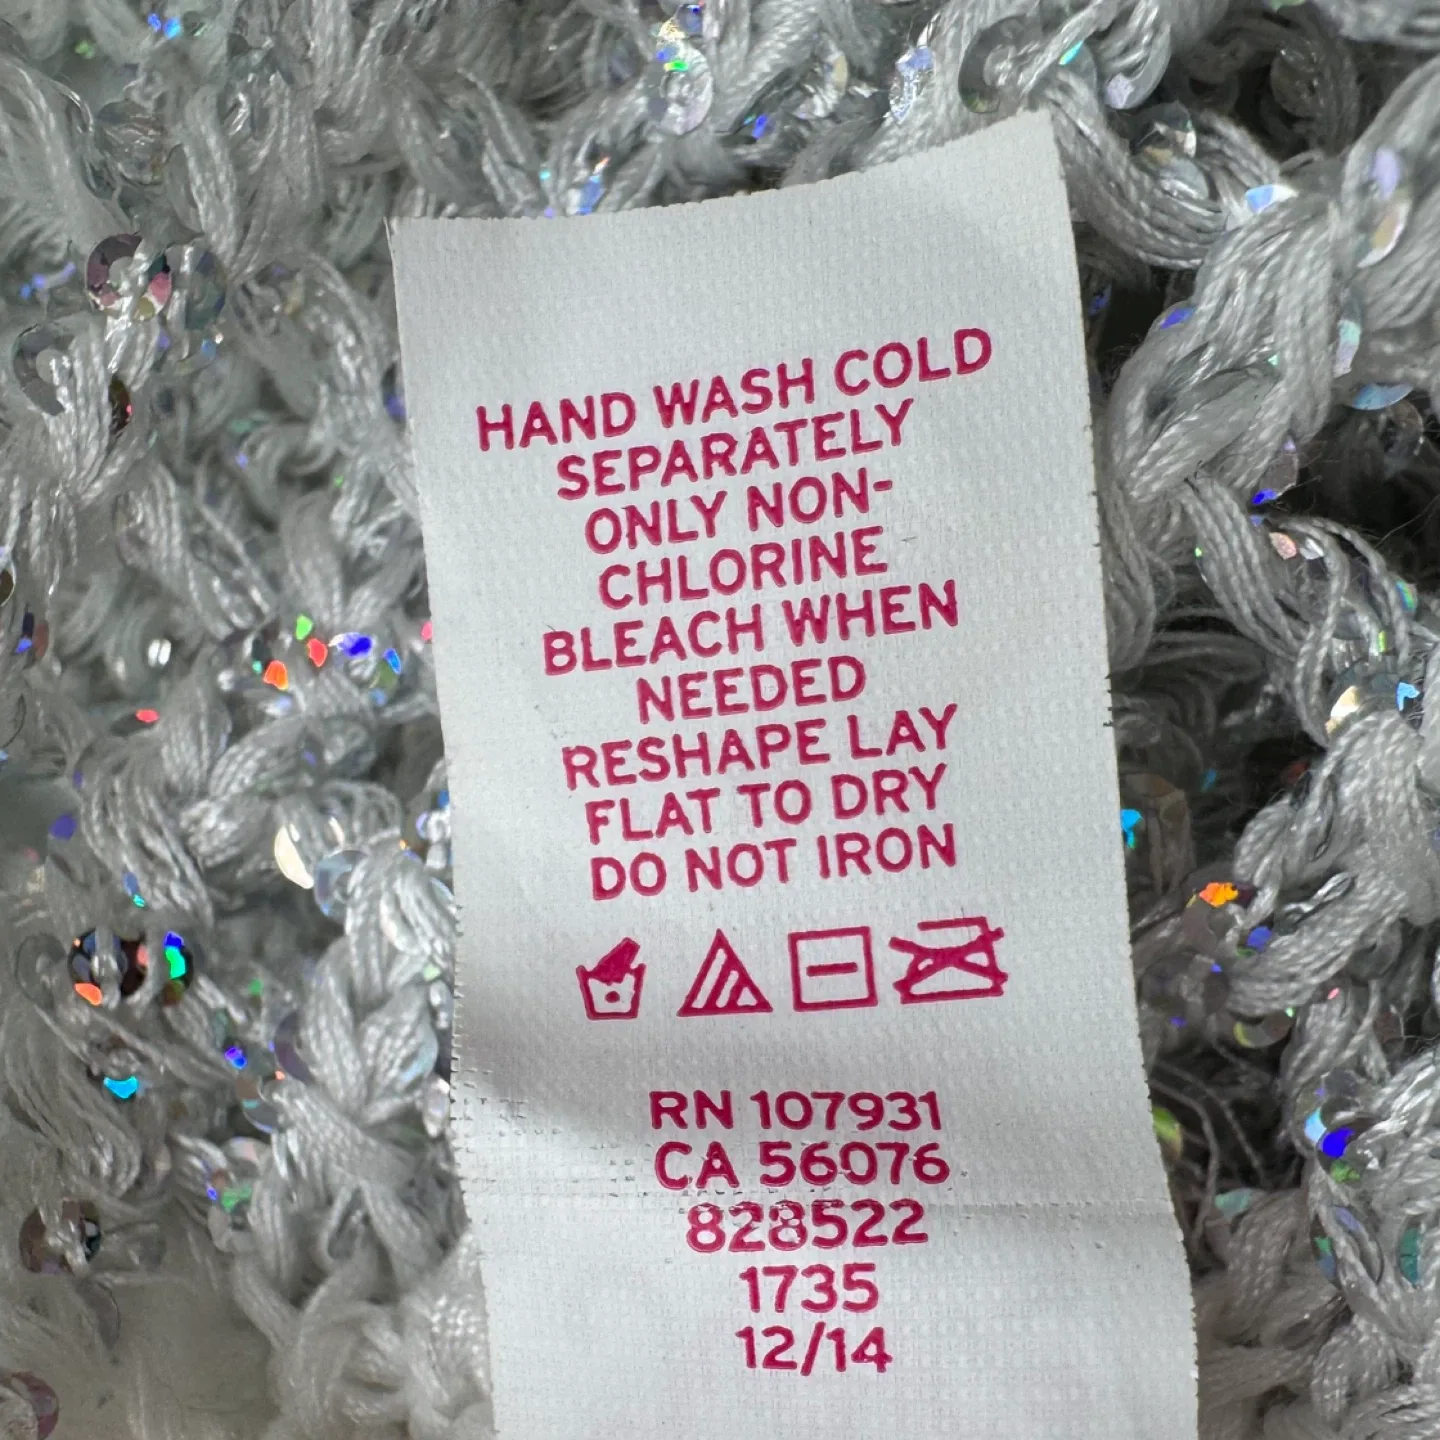 HAND WASH COLD
SEPARATELY
ONLY NON-
CHLORINE
BLEACH WHEN
NEEDED
RESHAPE LAY
FLAT TO DRY
DO NOT IRON
RN 107931
CA 56076
828522
1735
12/14